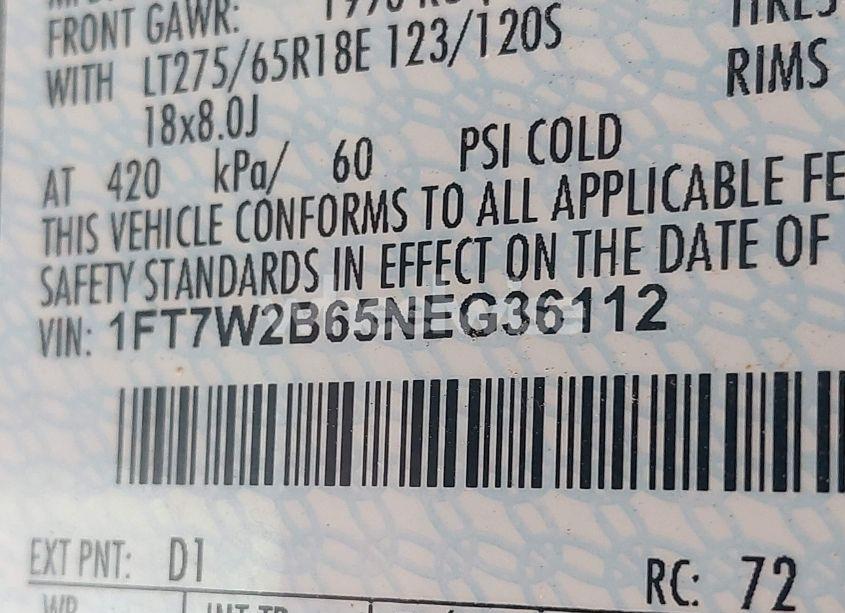 FRONT GAWR:
WITH LT275/65R18E 123/120S TIRES
18x8.0J RIMS
AT 420 kPa/ 60 PSI COLD
THIS VEHICLE CONFORMS TO ALL APPLICABLE FE
SAFETY STANDARDS IN EFFECT ON THE DATE OF
VIN: 1FT7W2B65NEG36112
EXT PNT: D1
RC: 72